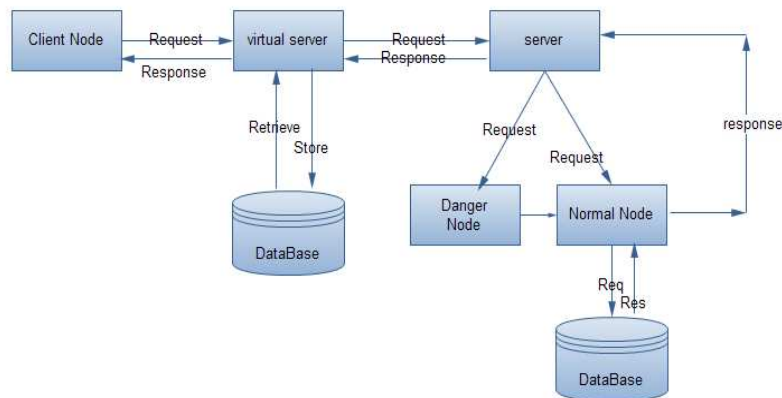 Client Node
Request
virtual server
Request
server
Response
Response
Retrieve
Store
Request
Request
response
Danger
Node
Normal Node
DataBase
Req
Res
DataBase